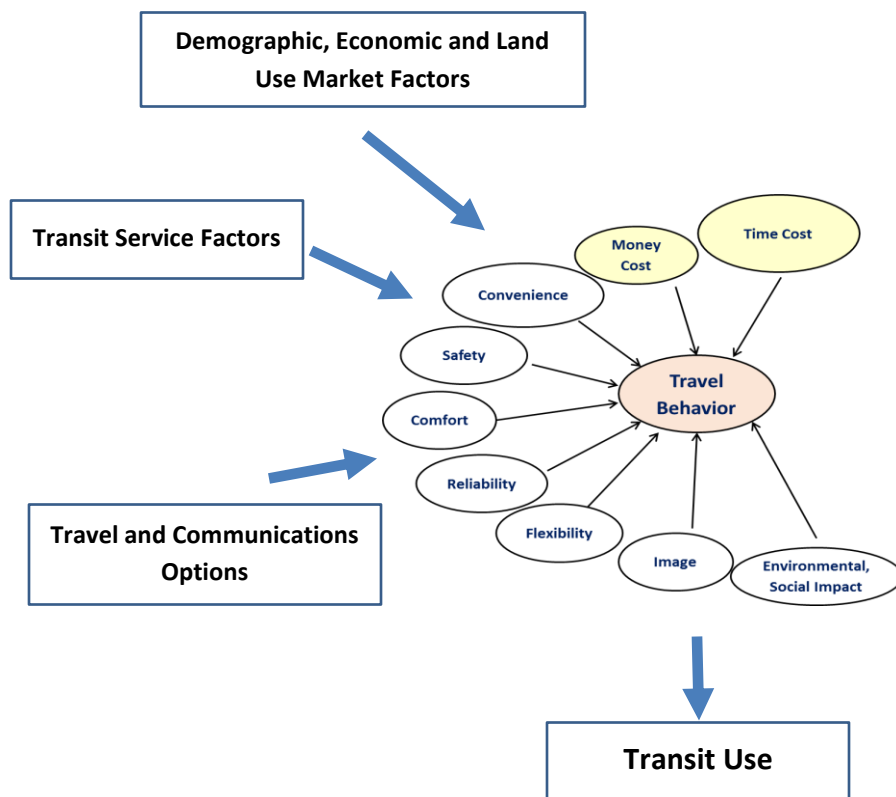 Demographic, Economic and Land
Use Market Factors
Transit Service Factors
Money
Cost
Time Cost
Convenience
Safety
Travel
Behavior
Comfort
Reliability
Flexibility
Image
Environmental,
Social Impact
Travel and Communications
Options
Transit Use